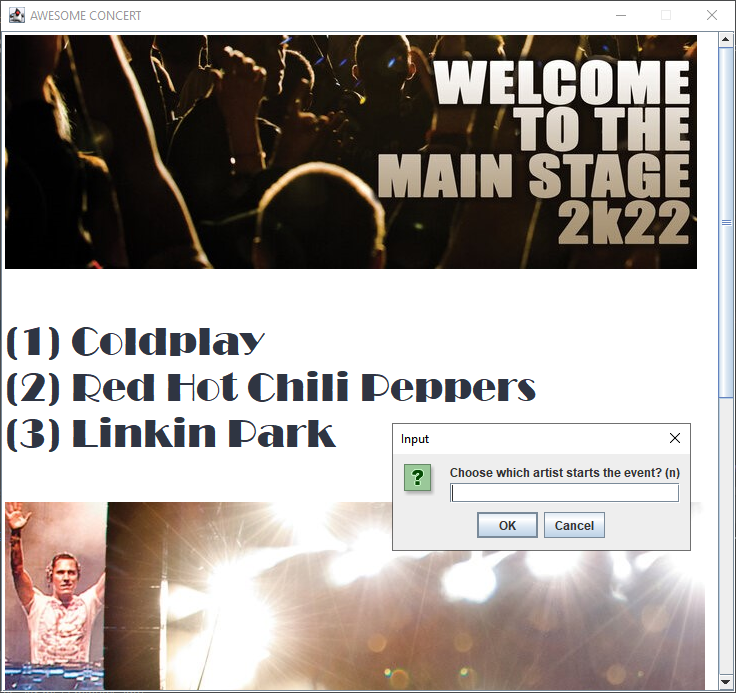 AWESOME CONCERT
WELCOME
TO THE
MAIN STAGE
2k22
(1) Coldplay
(2) Red Hot Chili Peppers
(3) Linkin Park
Input
?
Choose which artist starts the event? (n)
OK Cancel